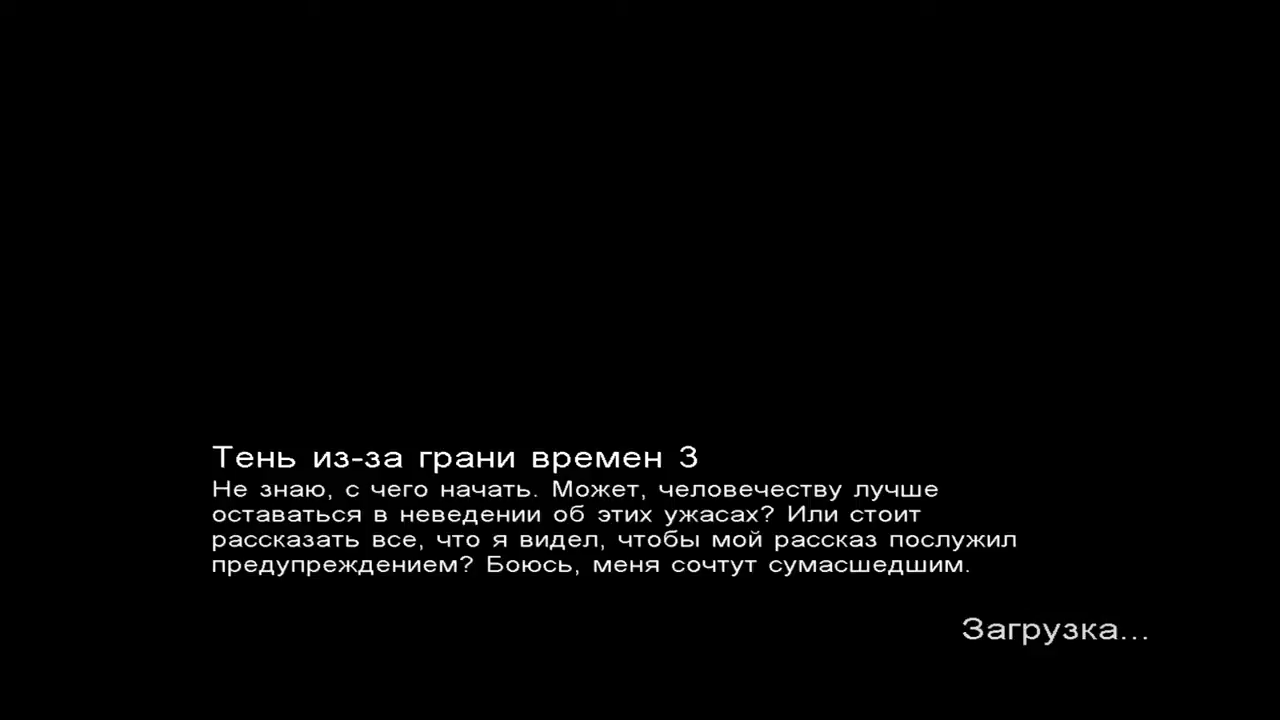 Тень из-за грани времен 3
Не знаю, с чего начать. Может, человечеству лучше
оставаться в неведении об этих ужасах? Или стоит
рассказать все, что я видел, чтобы мой рассказ послужил
предупреждением? Боюсь, меня сочтут сумасшедшим.
Загрузка...